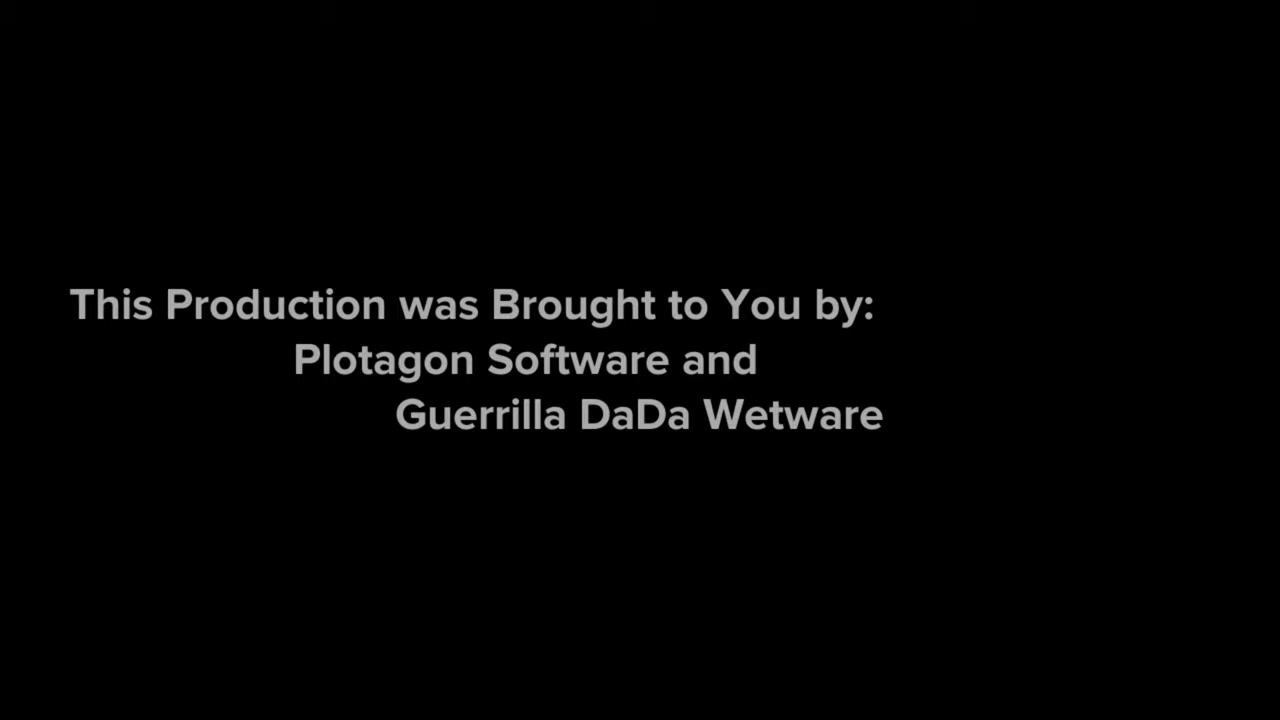 This Production was Brought to You by:
Plotagon Software and
Guerrilla DaDa Wetware